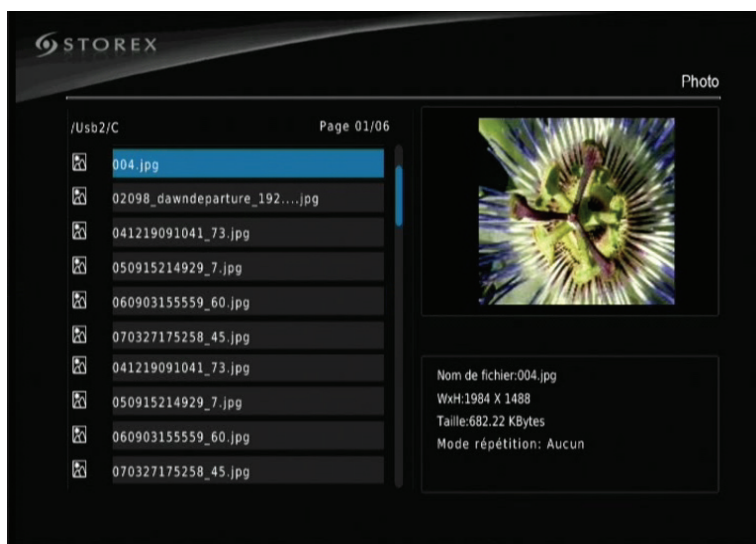 STOREX
Photo
/Usb2/C Page 01/06
004.jpg
02098_dawndeparture_192....jpg
041219091041_73.jpg
050915214929_7.jpg
060903155559_60.jpg
070327175258_45.jpg
041219091041_73.jpg
050915214929_7.jpg
060903155559_60.jpg
070327175258_45.jpg
Nom de fichier:004.jpg
WxH:1984 X 1488
Taille:682.22 KBytes
Mode répétition: Aucun